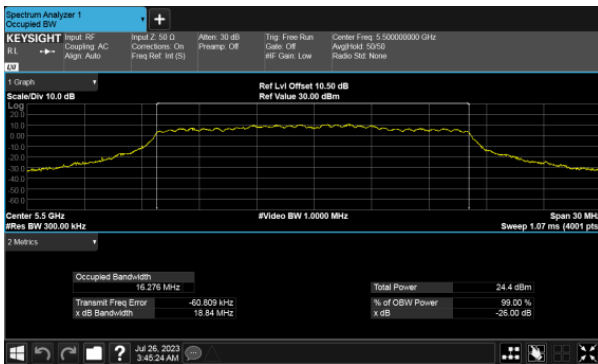 Spectrum Analyzer 1
Occupied BW
+
KEYSIGHT Input: RF Input Z: 50 Ω Atten: 30 dB Trig: Free Run Center Freq: 5.500000000 GHz
RL Coupling: AC Corrections: On Preamp: Off Gate: Off Avg|Hold: 50/50
Align: Auto Freq Ref: Int (S) #IF Gain: Low Radio Std: None
LXI
1 Graph
Scale/Div 10.0 dB Ref Lvl Offset 10.50 dB
Ref Value 30.00 dBm
Log
20.0
10.0
0.00
-10.0
-20.0
-30.0
-40.0
-50.0
-60.0
Center 5.5 GHz #Video BW 1.0000 MHz Span 30 MHz
#Res BW 300.00 kHz Sweep 1.07 ms (4001 pts
2 Metrics
Occupied Bandwidth
16.276 MHz Total Power 24.4 dBm
Transmit Freq Error -60.809 kHz % of OBW Power 99.00 %
x dB Bandwidth 18.84 MHz x dB -26.00 dB
? Jul 26, 2023
3:45:24 AM